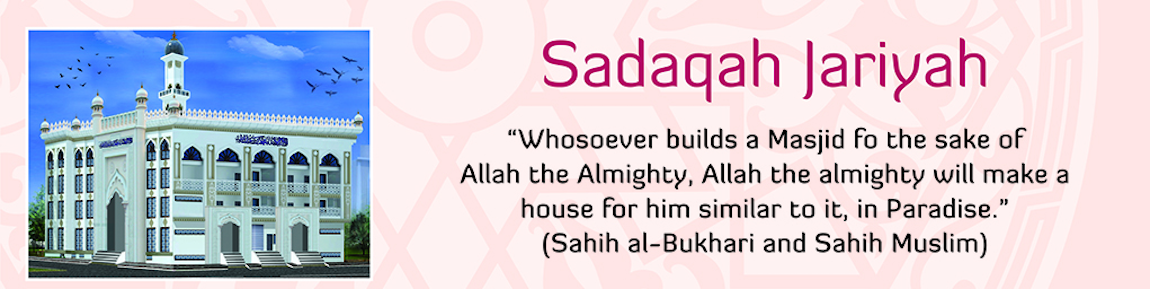 Sadaqah Jariyah
“Whosoever builds a Masjid fo the sake of
Allah the Almighty, Allah the almighty will make a
house for him similar to it, in Paradise.”
(Sahih al-Bukhari and Sahih Muslim)